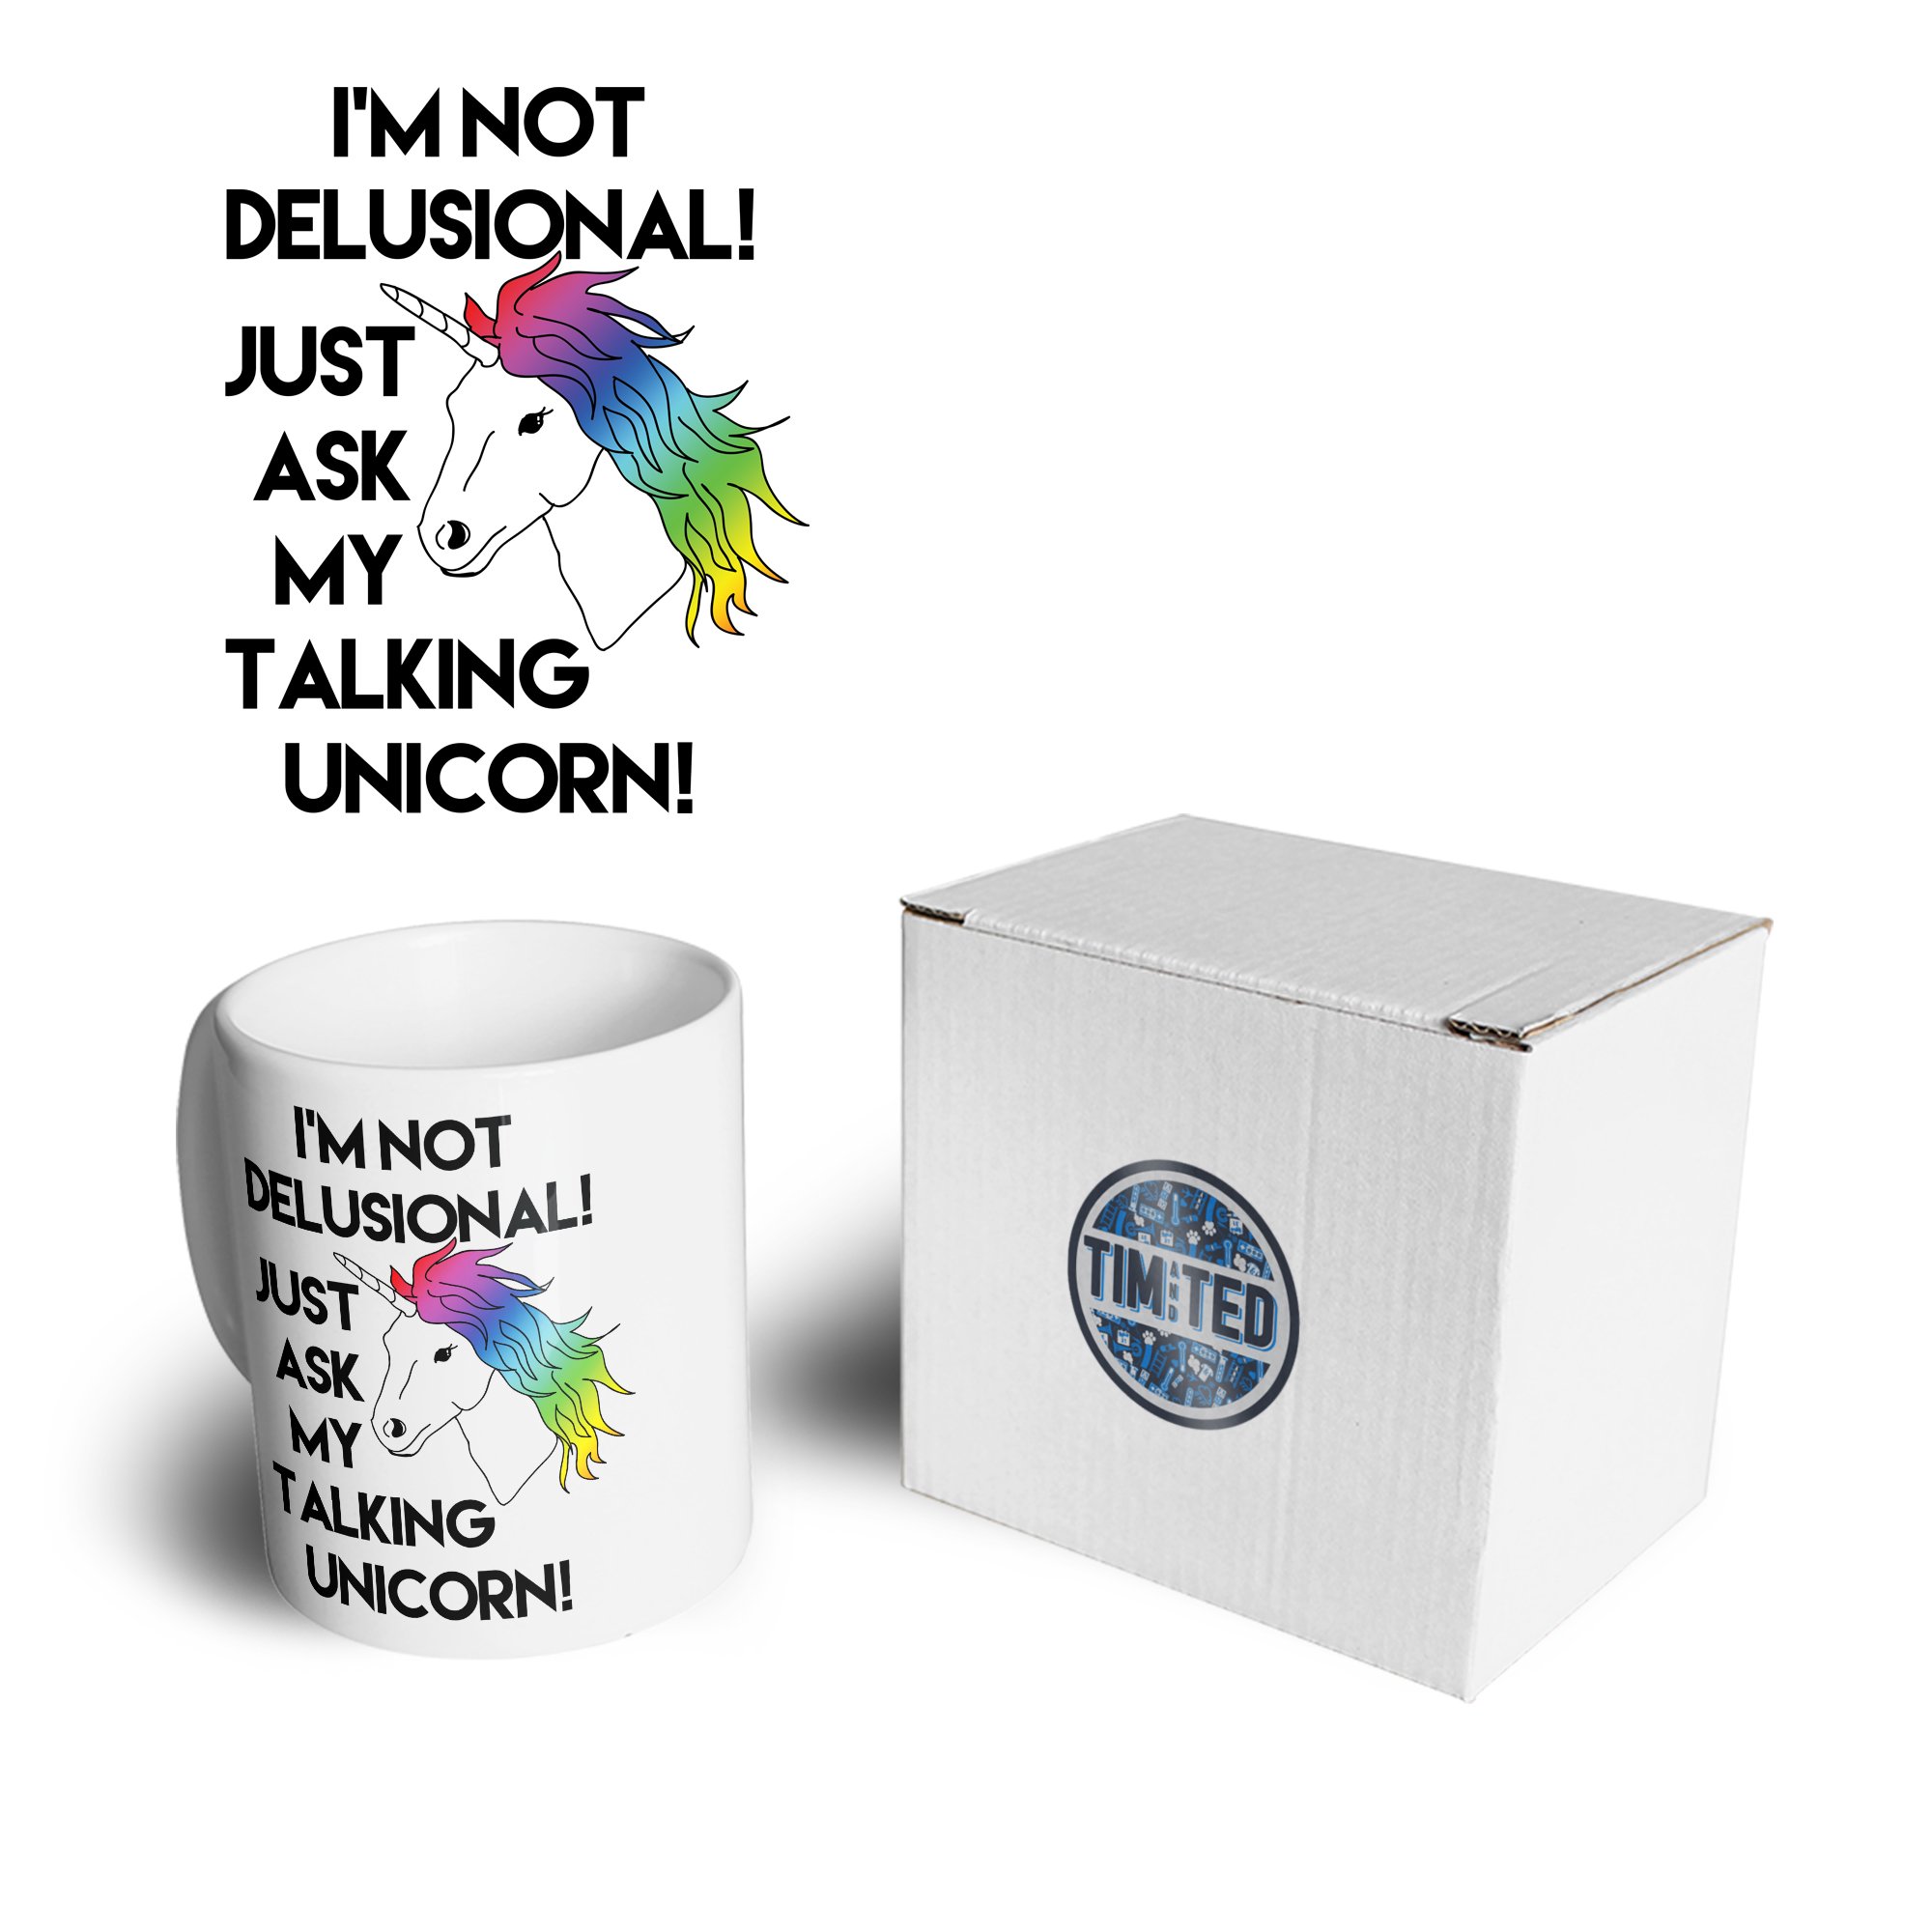 I'M NOT
DELUSIONAL!
JUST
ASK
MY
TALKING
UNICORN!
I'M NOT
DELUSIONAL!
JUST
ASK
MY
TALKING
UNICORN!
TIM AND TED